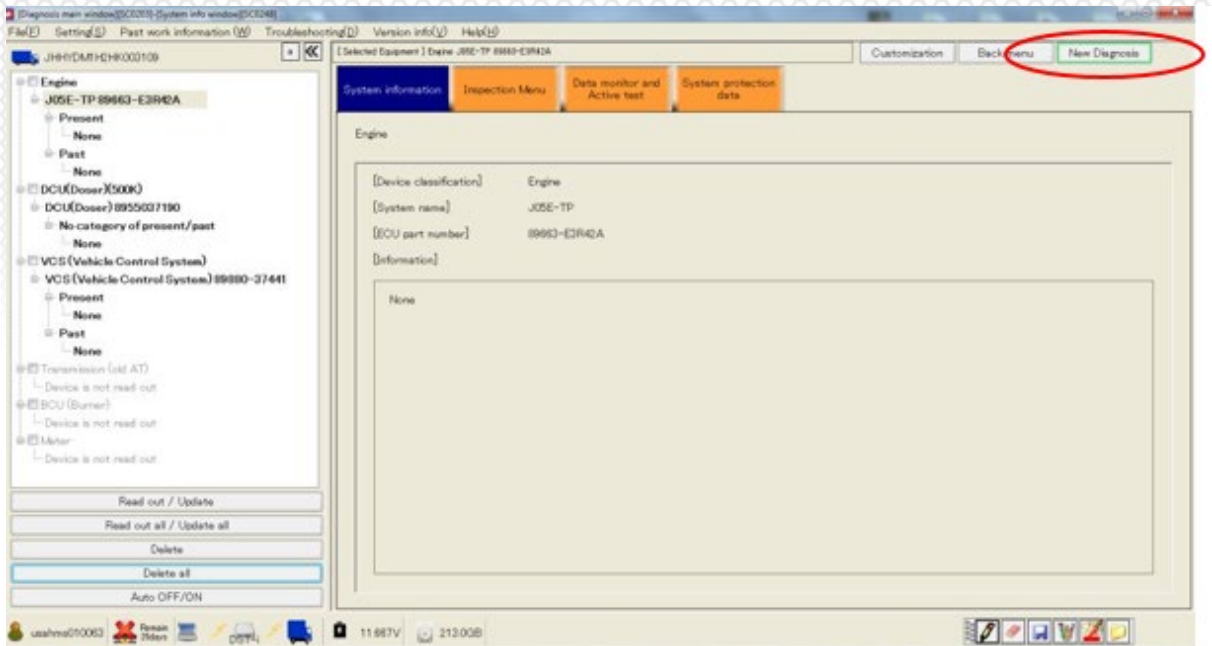 [Diagnosis main window][SC0203]-[System info window][SC0248]
File(F) Setting(S) Past work information (W) Troubleshooting(D) Version info(V) Help(H)
[ Selected Equipment ] Engine J05E-TP 89663-E3R42A
Customization Back menu New Diagnosis
Engine
J05E-TP 89663-E3R42A
Present
None
Past
None
DCU(Doser)(500K)
DCU(Doser) 8955037190
No category of present/past
None
VCS (Vehicle Control System)
VCS (Vehicle Control System) 89980-37441
Present
None
Past
None
Transmission (old AT)
Device is not read out
BCU (Burner)
Device is not read out
Meter
Device is not read out
Read out / Update
Read out all / Update all
Delete
Delete all
Auto OFF/ON
System information
Inspection Menu
Data monitor and
Active test
System protection
data
Engine
[Device classification] Engine
[System name] J05E-TP
[ECU part number] 89663-E3R42A
[Information]
None
Remain
DST-i
11.667V
213.0GB